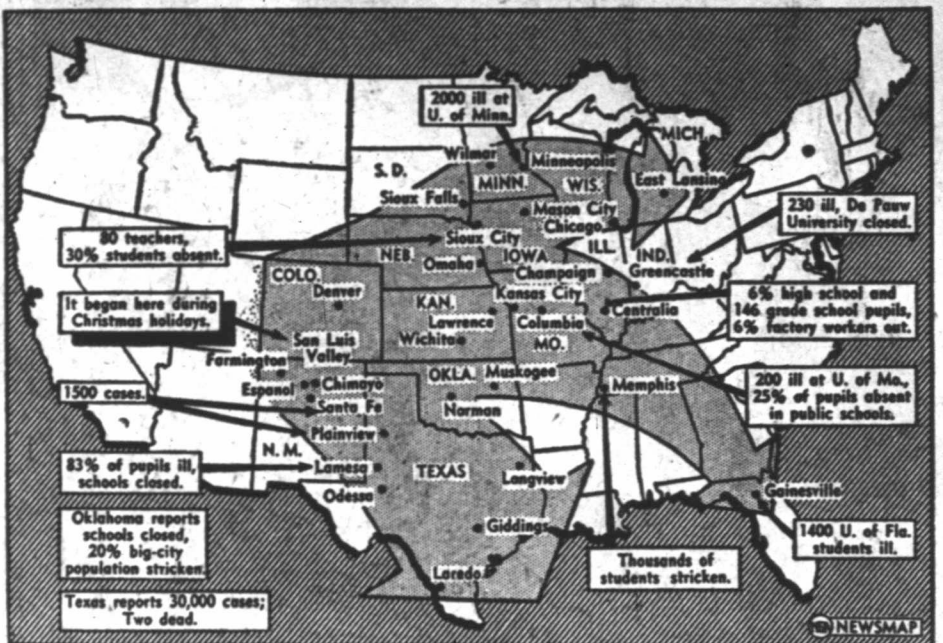 2000 ill at
U. of Minn.
MICH.
Wilmar
Minneapolis
S. D.
MINN.
WIS.
East Lansing
Sioux Falls
Mason City
Chicago
230 ill, De Pauw
University closed.
80 teachers,
30% students absent.
Sioux City
ILL.
IND.
NEB.
IOWA
Omaha
Champaign
Greencastle
COLO.
Denver
KAN.
Kansas City
Centralia
6% high school and
146 grade school pupils,
6% factory workers out.
It began here during
Christmas holidays.
Lawrence
Columbia
San Luis
Valley
Wichita
MO.
Farmington
OKLA.
Muskogee
Espanol
Chimayo
Memphis
200 ill at U. of Mo.,
25% of pupils absent
in public schools.
1500 cases.
Santa Fe
Norman
Plainview
N. M.
83% of pupils ill,
schools closed.
Lamesa
TEXAS
Longview
Odessa
Gainesville
Oklahoma reports
schools closed,
20% big-city
population stricken.
Giddings
1400 U. of Fla.
students ill.
Thousands of
students stricken.
Laredo
Texas reports 30,000 cases;
Two dead.
NEWSMAP